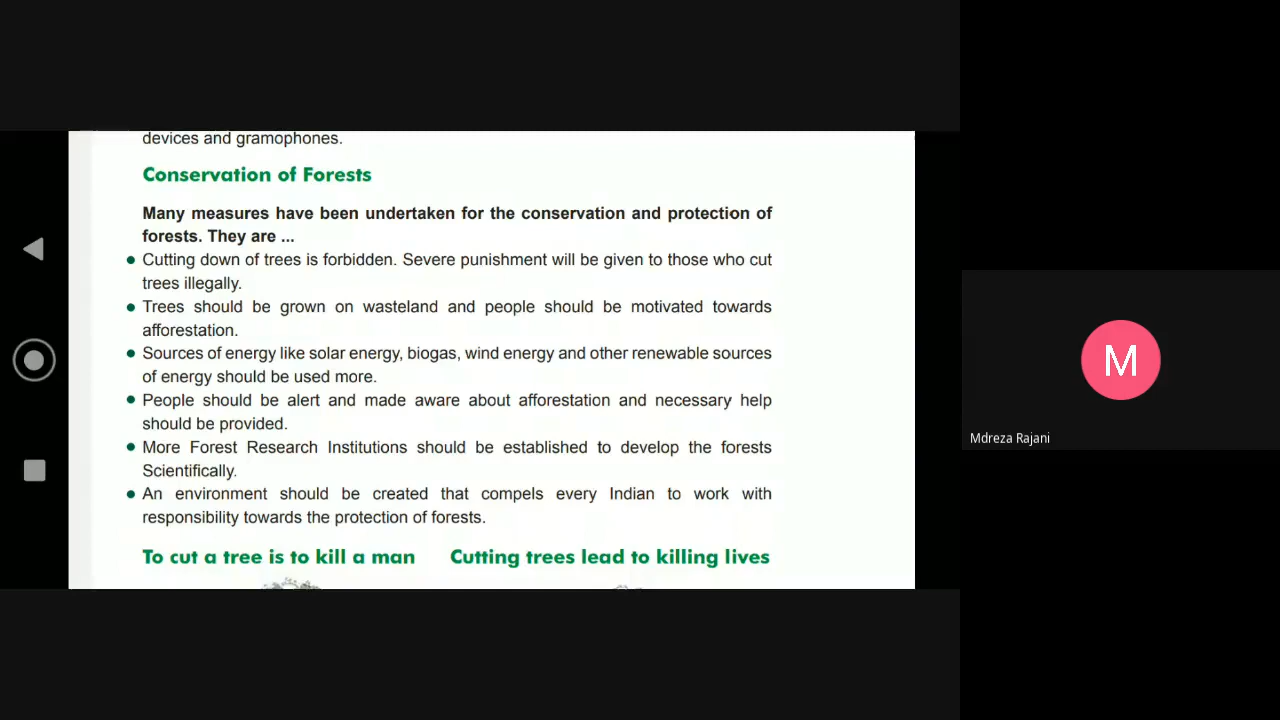 devices and gramophones.
Conservation of Forests
Many measures have been undertaken for the conservation and protection of
forests. They are ...
• Cutting down of trees is forbidden. Severe punishment will be given to those who cut
trees illegally.
• Trees should be grown on wasteland and people should be motivated towards
afforestation.
• Sources of energy like solar energy, biogas, wind energy and other renewable sources
of energy should be used more.
• People should be alert and made aware about afforestation and necessary help
should be provided.
• More Forest Research Institutions should be established to develop the forests
Scientifically.
• An environment should be created that compels every Indian to work with
responsibility towards the protection of forests.
To cut a tree is to kill a man Cutting trees lead to killing lives
M
Mdreza Rajani